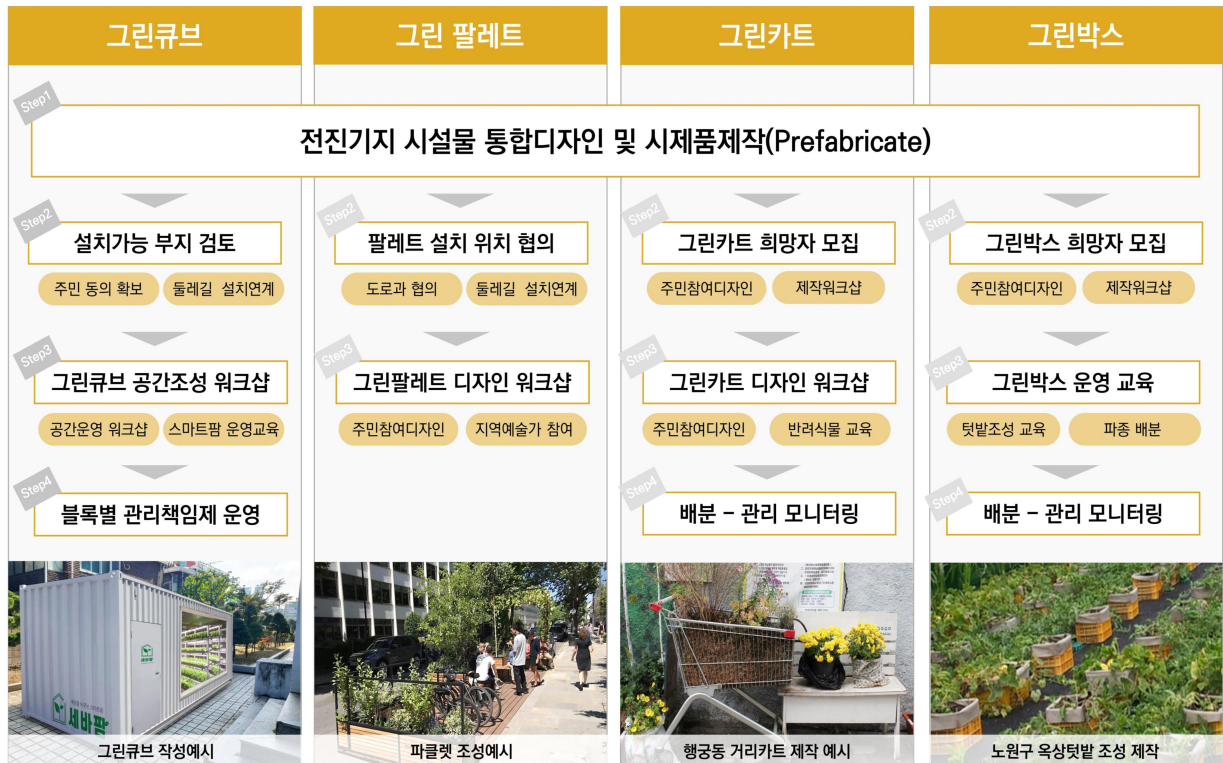 그린큐브
그린 팔레트
그린카트
그린박스
Step1
전진기지 시설물 통합디자인 및 시제품제작(Prefabricate)
Step2
설치가능 부지 검토
주민 동의 확보
둘레길 설치연계
Step2
팔레트 설치 위치 협의
도로과 협의
둘레길 설치연계
Step2
그린카트 희망자 모집
주민참여디자인
제작워크샵
Step2
그린박스 희망자 모집
주민참여디자인
제작워크샵
Step3
그린큐브 공간조성 워크샵
공간운영 워크샵
스마트팜 운영교육
Step3
그린팔레트 디자인 워크샵
주민참여디자인
지역예술가 참여
Step3
그린카트 디자인 워크샵
주민참여디자인
반려식물 교육
Step3
그린박스 운영 교육
텃밭조성 교육
파종 배분
Step4
블록별 관리책임제 운영
Step4
배분 – 관리 모니터링
Step4
배분 – 관리 모니터링
세바팜
그린큐브 작성예시
파클렛 조성예시
행궁동 거리카트 제작 예시
노원구 옥상텃밭 조성 제작